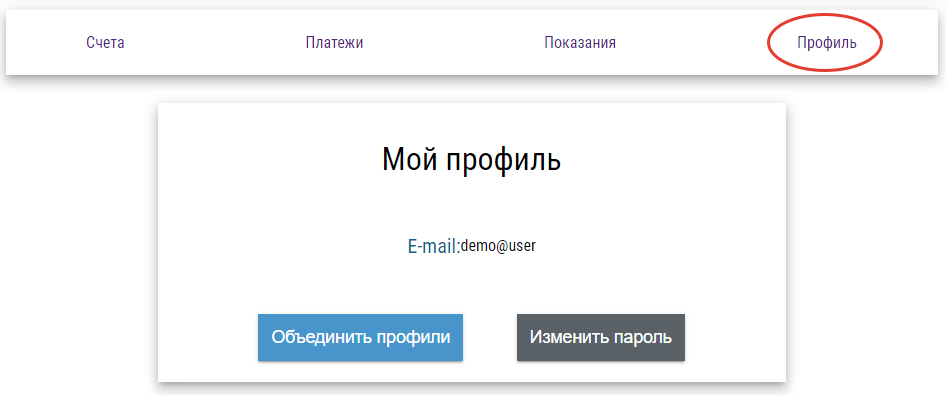 Счета Платежи Показания Профиль
Мой профиль
E-mail:demo@user
Объединить профили Изменить пароль